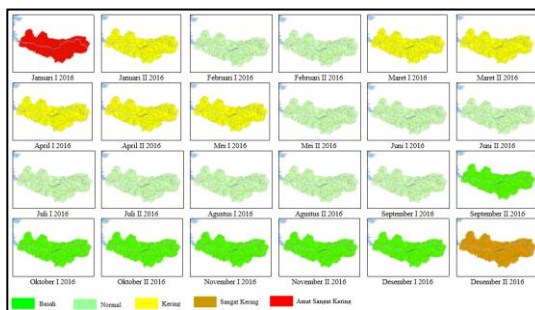 Januari I 2016 Januari II 2016 Februari I 2016 Februari II 2016 Maret I 2016 Maret II 2016
April I 2016 April II 2016 Mei I 2016 Mei II 2016 Juni I 2016 Juni II 2016
Juli I 2016 Juli II 2016 Agustus I 2016 Agustus II 2016 September I 2016 September II 2016
Oktober I 2016 Oktober II 2016 November I 2016 November II 2016 Desember I 2016 Desember II 2016
Basah Normal Kering Sangat Kering Amat Sangat Kering